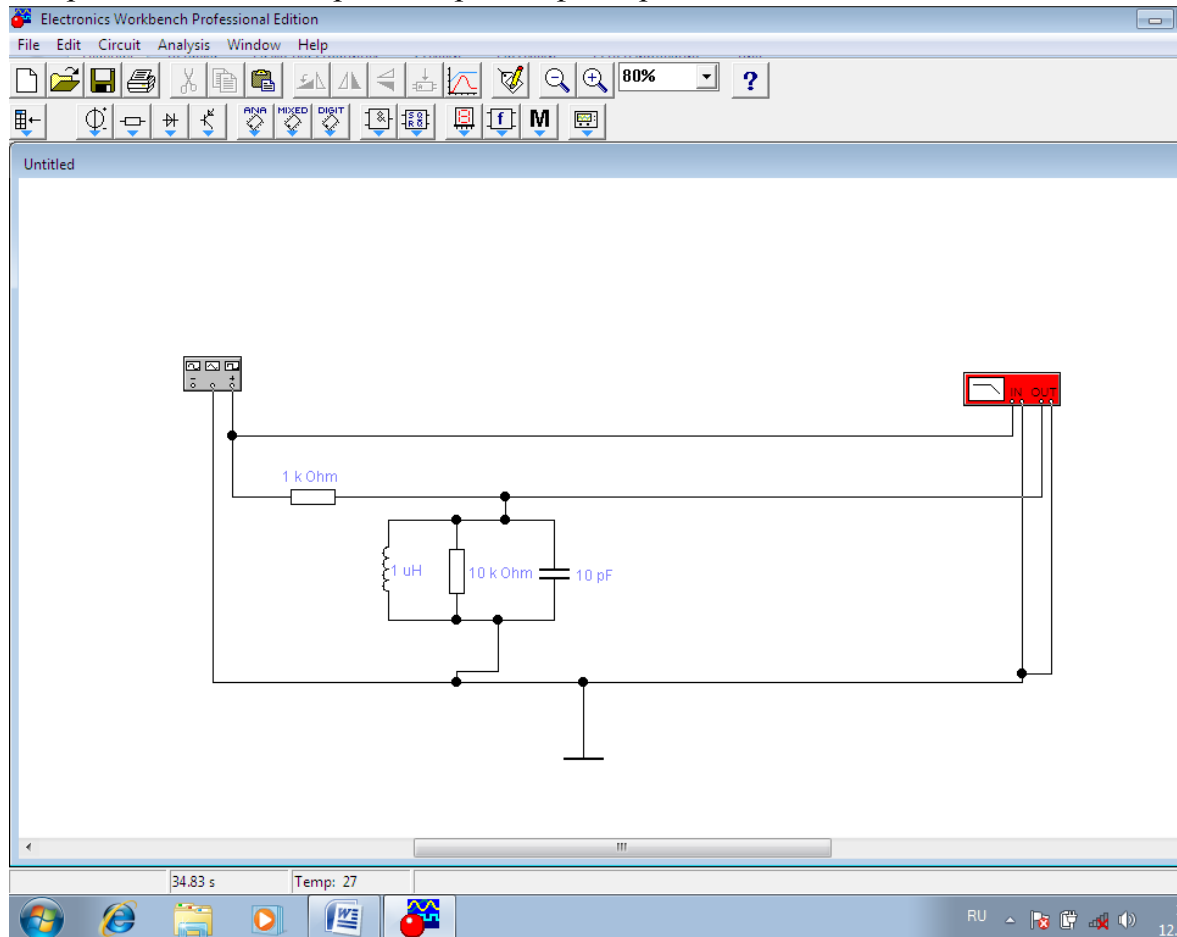 Electronics Workbench Professional Edition
File Edit Circuit Analysis Window Help
80%
?
ANA MIXED DIGIT
M
Untitled
IN OUT
1 k Ohm
1 uH
10 k Ohm
10 pF
34.83 s
Temp: 27
RU
12.